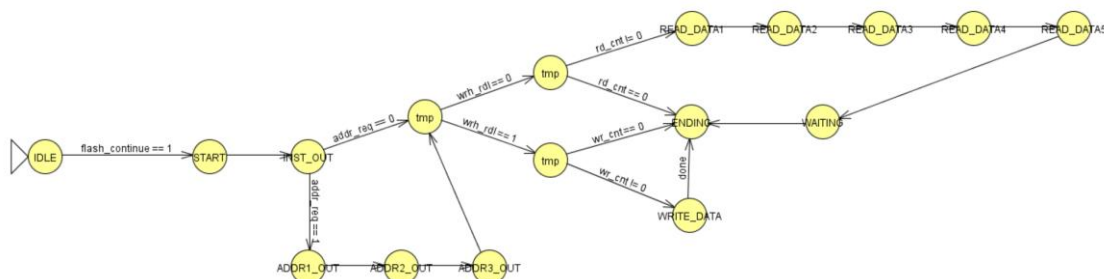 READ_DATA1
READ_DATA2
READ_DATA3
READ_DATA4
READ_DATA5
rd_cnt != 0
tmp
wrh_rdl == 0
rd_cnt == 0
addr_req == 0
tmp
ENDING
WAITING
wrh_rdl == 1
wr_cnt == 0
IDLE
flash_continue == 1
START
INST_OUT
tmp
done
wr_cnt != 0
addr_req == 1
WRITE_DATA
ADDR1_OUT
ADDR2_OUT
ADDR3_OUT